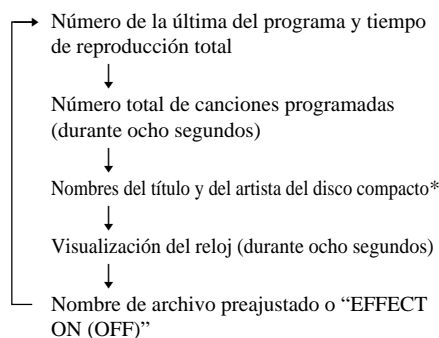 Número de la última del programa y tiempo
de reproducción total
Número total de canciones programadas
(durante ocho segundos)
Nombres del título y del artista del disco compacto*
Visualización del reloj (durante ocho segundos)
Nombre de archivo preajustado o “EFFECT
ON (OFF)”